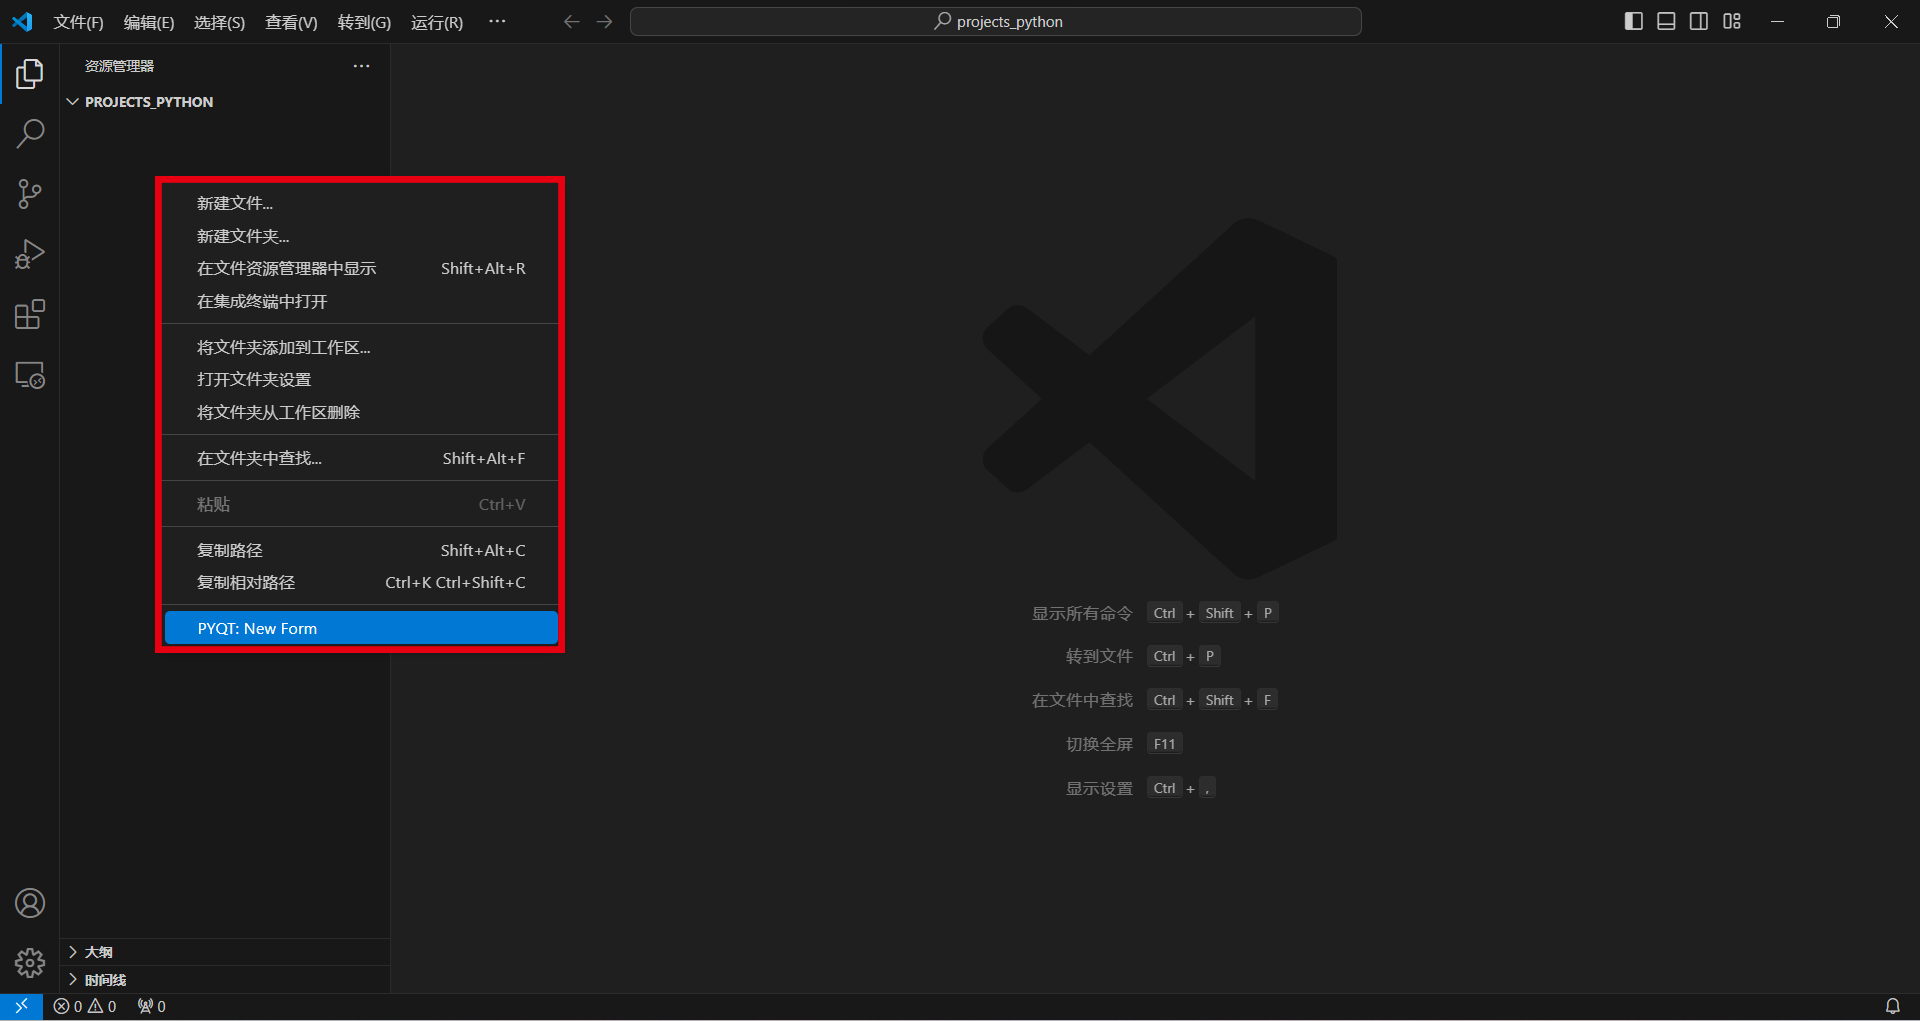 文件(F) 编辑(E) 选择(S) 查看(V) 转到(G) 运行(R) ··· projects_python
资源管理器 ···
PROJECTS_PYTHON
新建文件...
新建文件夹...
在文件资源管理器中显示 Shift+Alt+R
在集成终端中打开
将文件夹添加到工作区...
打开文件夹设置
将文件夹从工作区删除
在文件夹中查找... Shift+Alt+F
粘贴 Ctrl+V
复制路径 Shift+Alt+C
复制相对路径 Ctrl+K Ctrl+Shift+C
PYQT: New Form
显示所有命令 Ctrl + Shift + P
转到文件 Ctrl + P
在文件中查找 Ctrl + Shift + F
切换全屏 F11
显示设置 Ctrl + ,
大纲
时间线
0 0 0